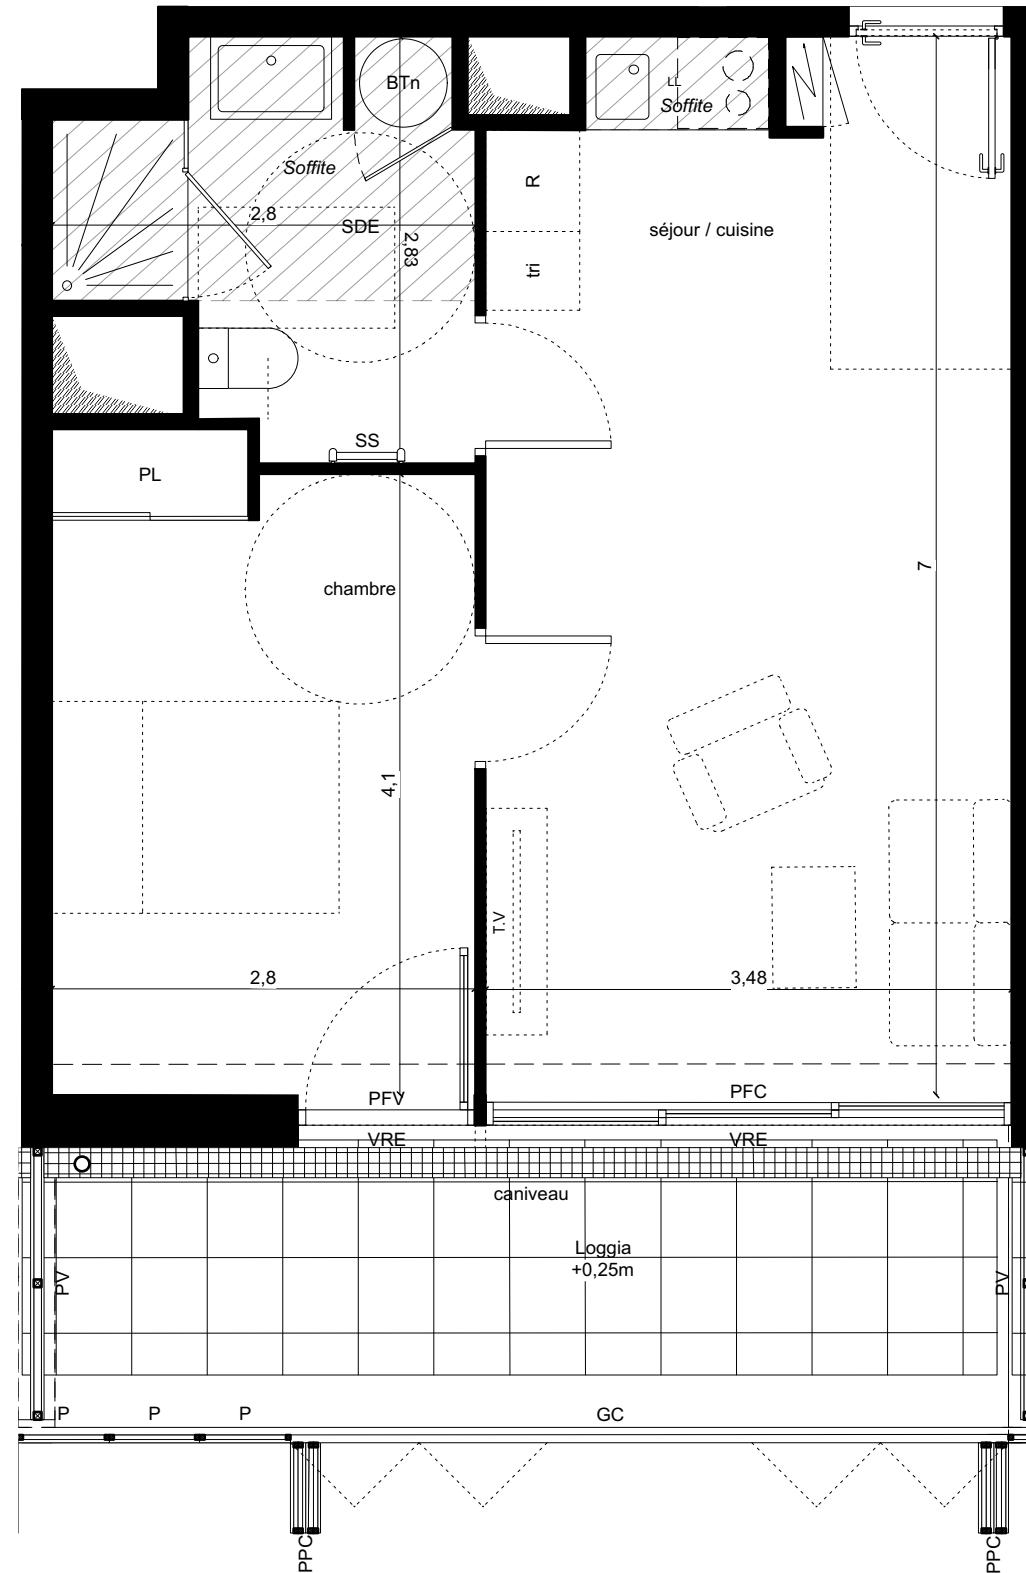 BTn
LL
Soffite
Soffite
R
2,8
SDE
2,83
séjour / cuisine
tri
SS
PL
7
chambre
4,1
T.V
2,8
3,48
PFV
PFC
VRE
VRE
caniveau
Loggia
+0,25m
PV
PV
P
P
P
GC
PPC
PPC